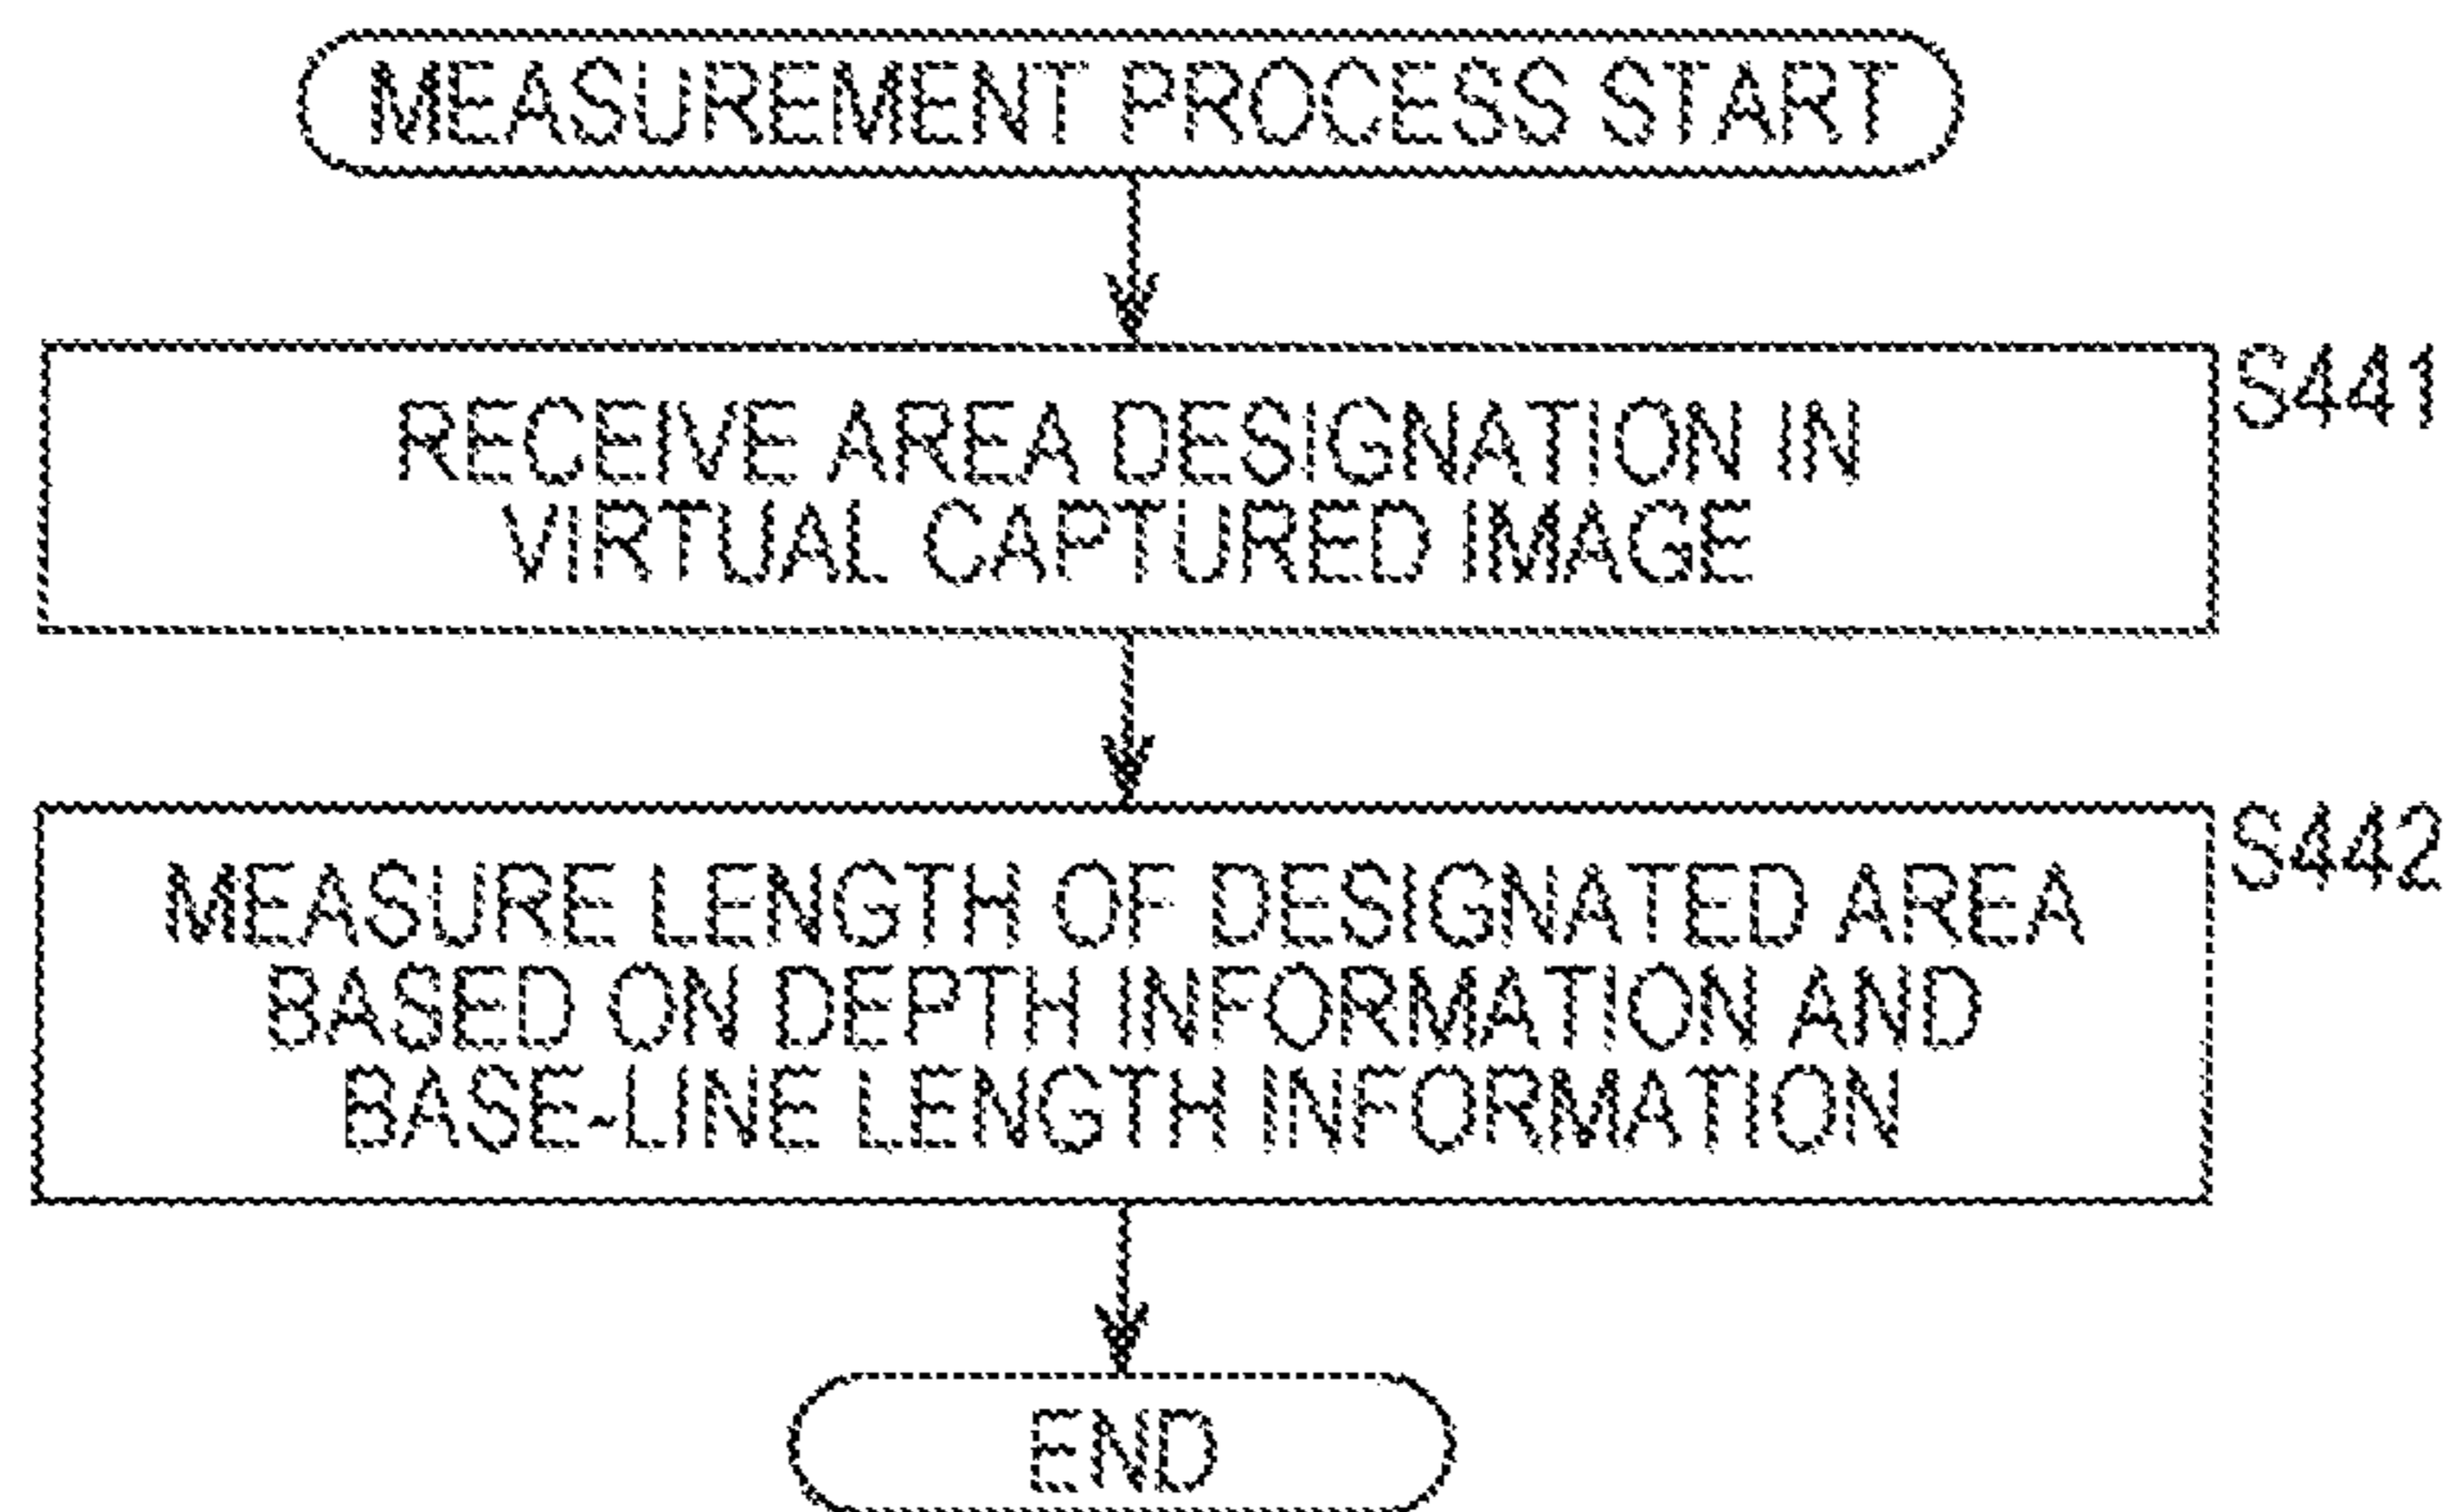 MEASUREMENT PROCESS START
S441
RECEIVE AREA DESIGNATION IN
VIRTUAL CAPTURED IMAGE
S442
MEASURE LENGTH OF DESIGNATED AREA
BASED ON DEPTH INFORMATION AND
BASE-LINE LENGTH INFORMATION
END